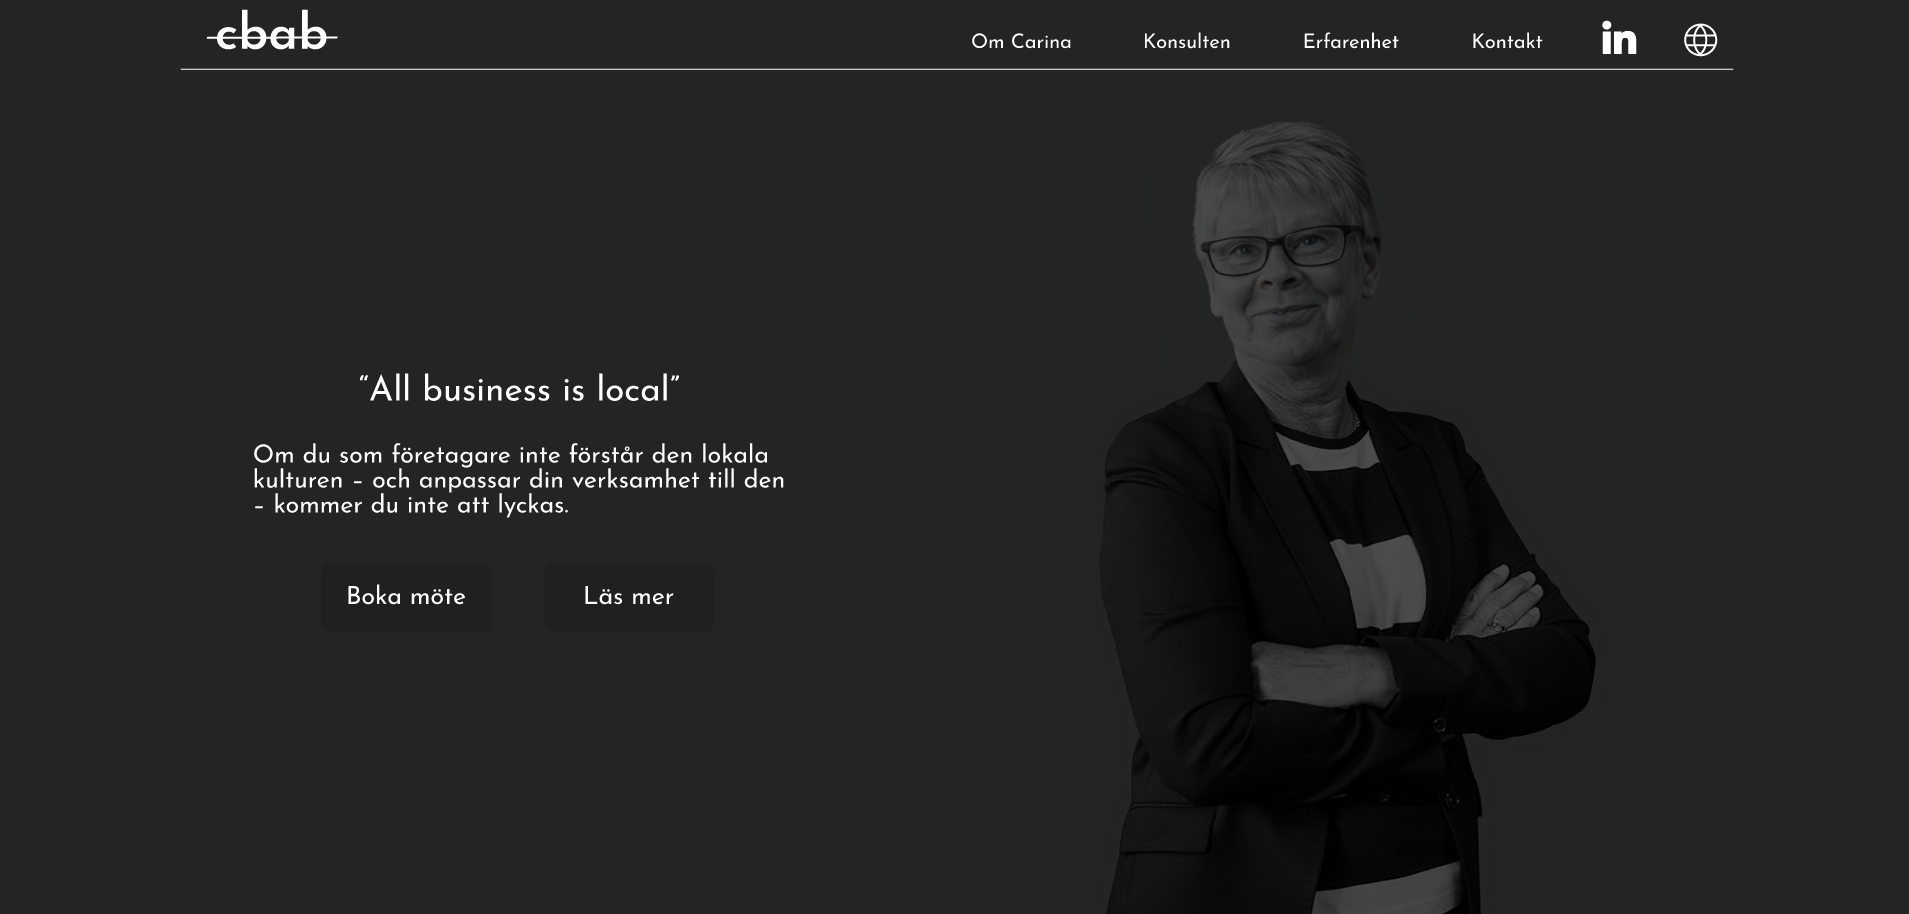 cbab
Om Carina
Konsulten
Erfarenhet
Kontakt
in
“All business is local”
Om du som företagare inte förstår den lokala
kulturen – och anpassar din verksamhet till den
– kommer du inte att lyckas.
Boka möte
Läs mer